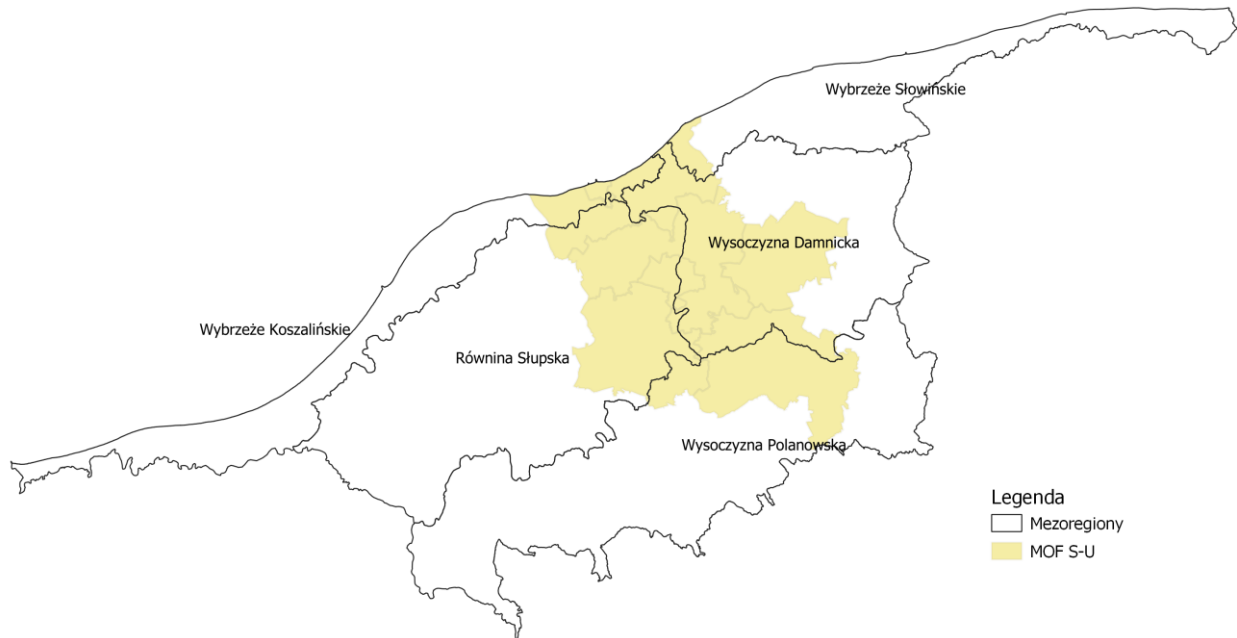 Wybrzeże Słowińskie
Wysoczyzna Damnicka
Wybrzeże Koszalińskie
Równina Słupska
Wysoczyzna Polanowska
Legenda
Mezoregiony
MOF S-U